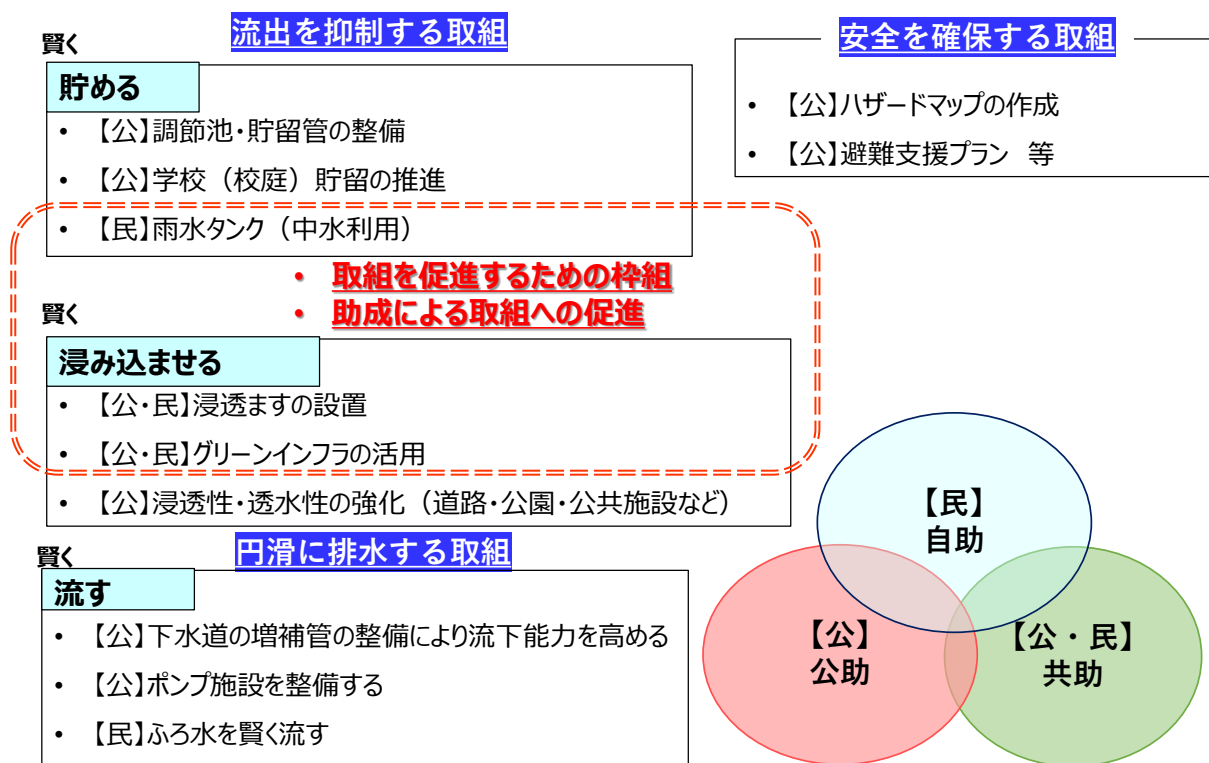 流出を抑制する取組
賢く
貯める
• 【公】調節池・貯留管の整備
• 【公】学校（校庭）貯留の推進
• 【民】雨水タンク（中水利用）
• 取組を促進するための枠組
• 助成による取組への促進
賢く
浸み込ませる
• 【公・民】浸透ますの設置
• 【公・民】グリーンインフラの活用
• 【公】浸透性・透水性の強化（道路・公園・公共施設など）
円滑に排水する取組
賢く
流す
• 【公】下水道の増補管の整備により流下能力を高める
• 【公】ポンプ施設を整備する
• 【民】ふろ水を賢く流す
安全を確保する取組
• 【公】ハザードマップの作成
• 【公】避難支援プラン 等
【民】
自助
【公】
公助
【公・民】
共助